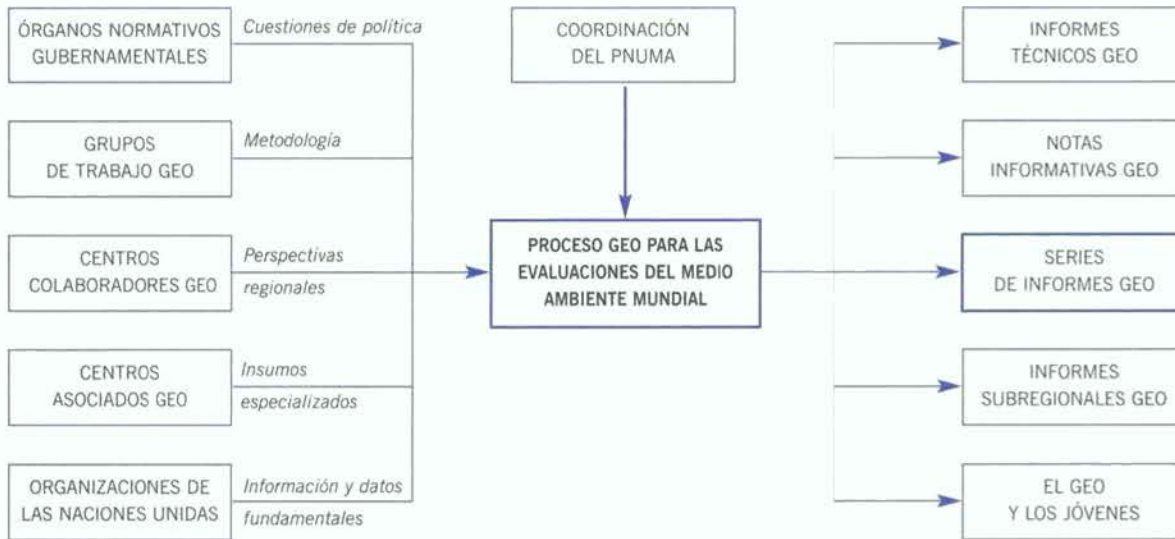 ÓRGANOS NORMATIVOS
GUBERNAMENTALES
Cuestiones de política
GRUPOS
DE TRABAJO GEO
Metodología
CENTROS
COLABORADORES GEO
Perspectivas
regionales
CENTROS
ASOCIADOS GEO
Insumos
especializados
ORGANIZACIONES DE
LAS NACIONES UNIDAS
Información y datos
fundamentales
COORDINACIÓN
DEL PNUMA
PROCESO GEO PARA LAS
EVALUACIONES DEL MEDIO
AMBIENTE MUNDIAL
INFORMES
TÉCNICOS GEO
NOTAS
INFORMATIVAS GEO
SERIES
DE INFORMES GEO
INFORMES
SUBREGIONALES GEO
EL GEO
Y LOS JÓVENES